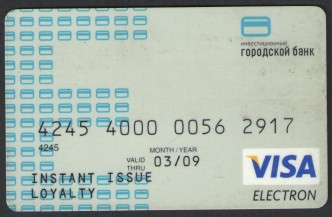 инвестиционный
городской банк
4245 4000 0056 2917
4245
MONTH/YEAR
VALID THRU 03/09
INSTANT ISSUE
LOYALTY
VISA
ELECTRON